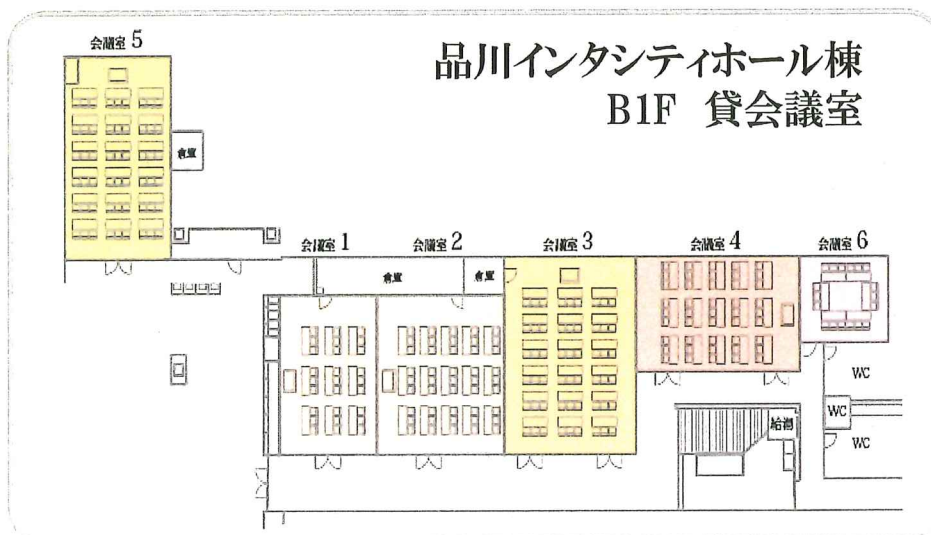 品川インタシティホール棟
B1F 貸会議室
会議室 5
倉庫
会議室 1
会議室 2
会議室 3
会議室 4
会議室 6
倉庫
倉庫
WC
WC
給湯
WC